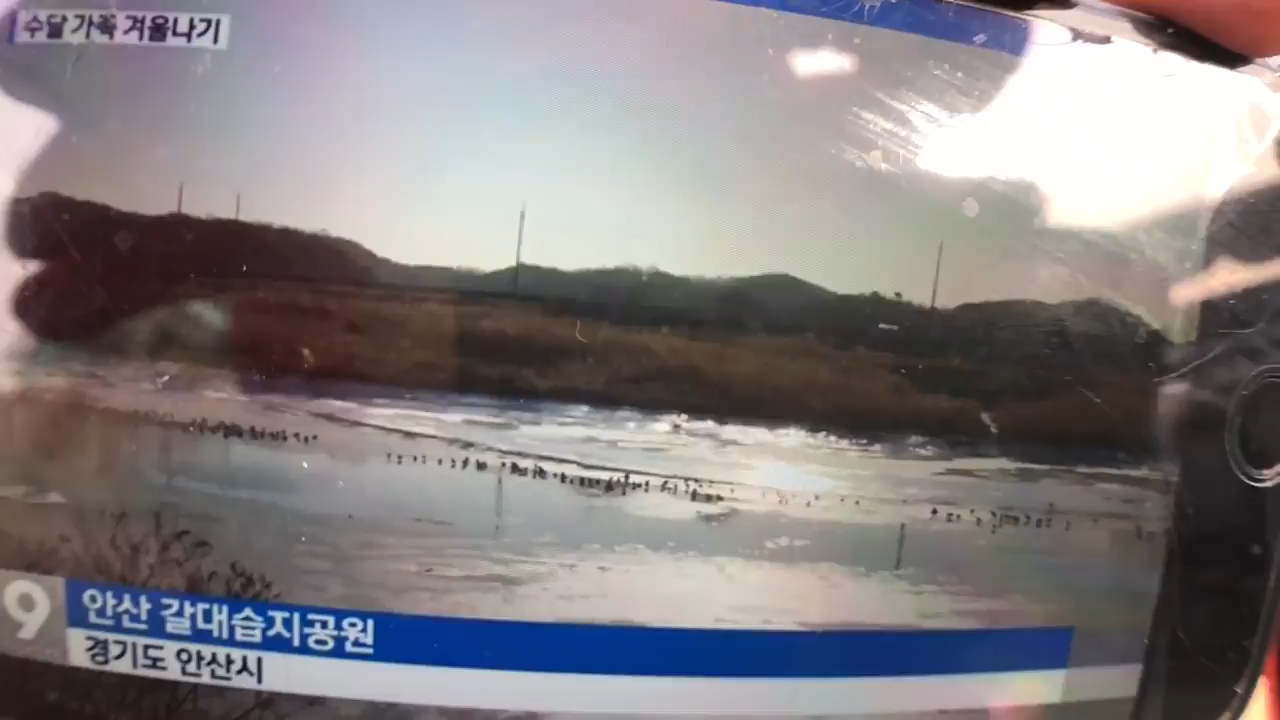 수달 가족 겨울나기
9
안산 갈대습지공원
경기도 안산시